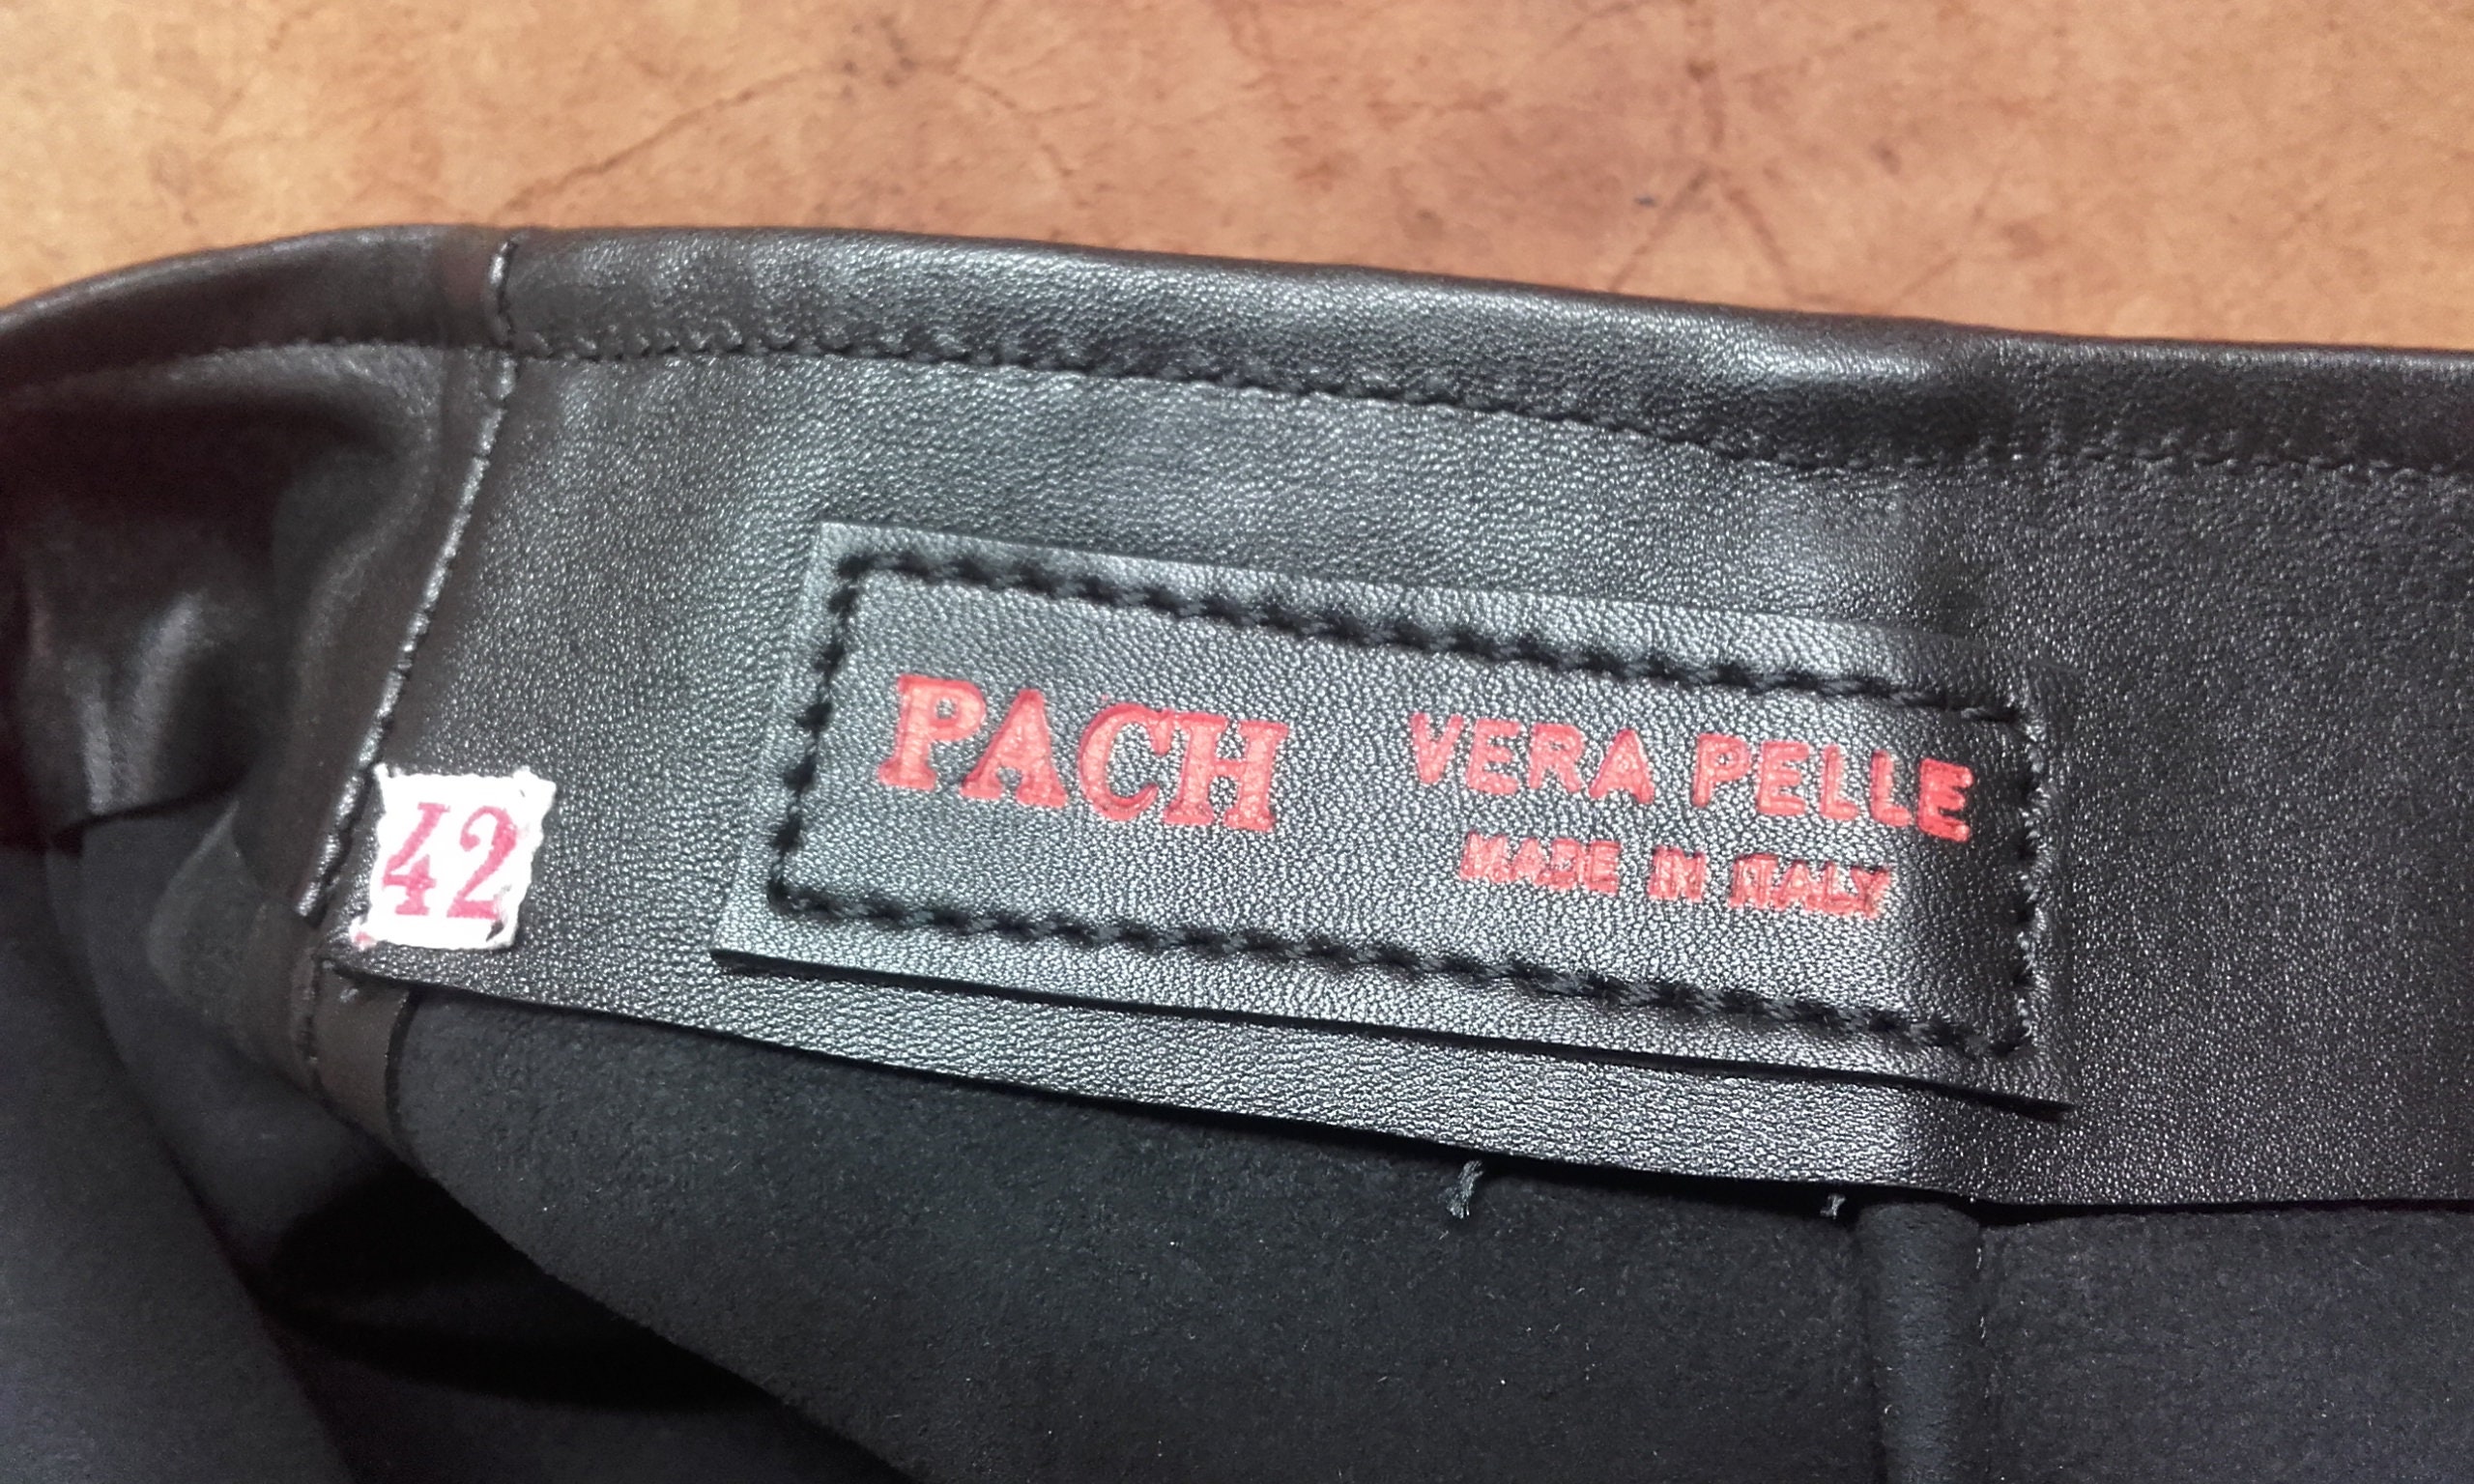 PACH
VERA PELLE
MADE IN ITALY
42